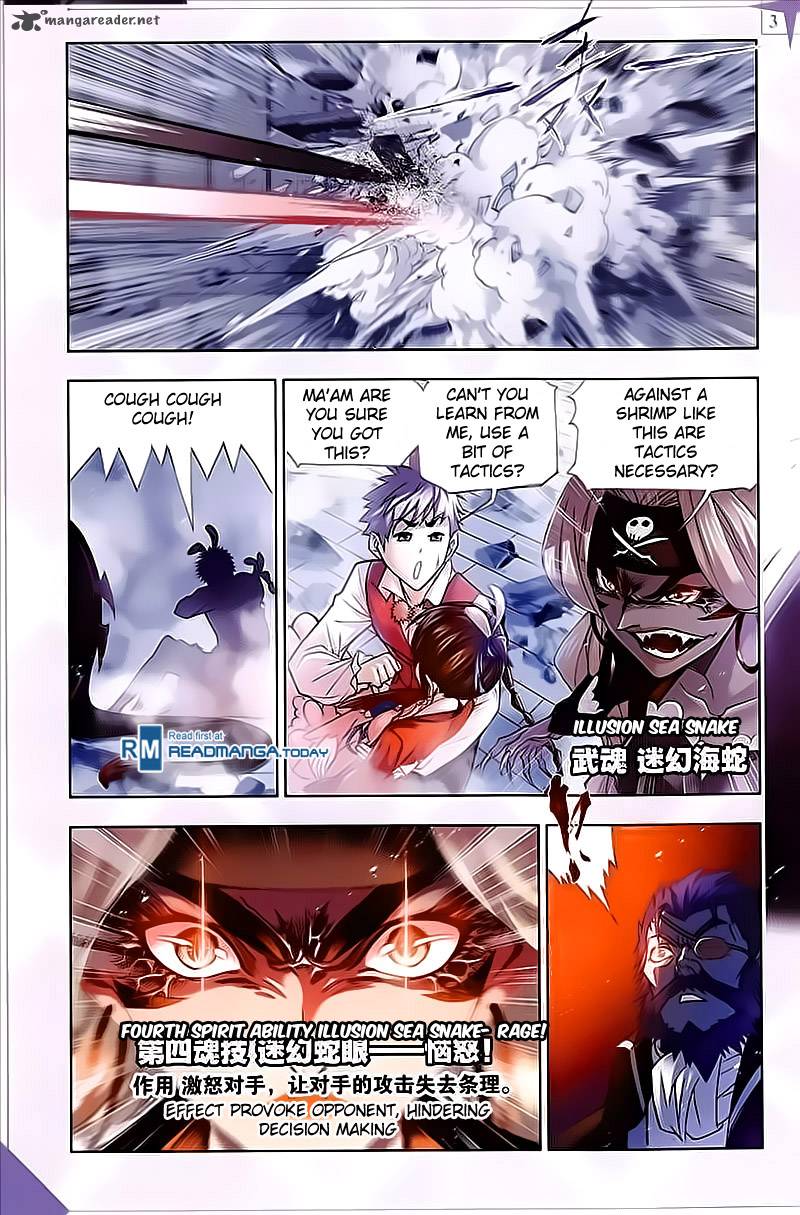 mangareader.net
3
COUGH COUGH
COUGH!
MA'AM ARE
YOU SURE
YOU GOT
THIS?
CAN'T YOU
LEARN FROM
ME, USE A
BIT OF
TACTICS?
AGAINST A
SHRIMP LIKE
THIS ARE
TACTICS
NECESSARY?
ILLUSION SEA SNAKE
武魂 迷幻海蛇
RM
Read first at
READMANGA.TODAY
FOURTH SPIRIT ABILITY ILLUSION SEA SNAKE- RAGE!
第四魂技 迷幻蛇眼——恼怒!
作用 激怒对手，让对手的攻击失去条理。
EFFECT PROVOKE OPPONENT, HINDERING
DECISION MAKING